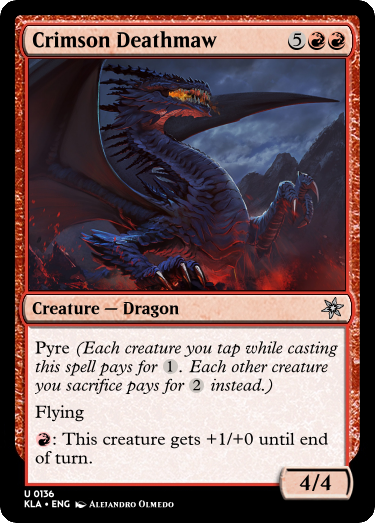 Crimson Deathmaw 5
Creature — Dragon
Pyre (Each creature you tap while casting
this spell pays for 1. Each other creature
you sacrifice pays for 2 instead.)
Flying
: This creature gets +1/+0 until end
of turn.
4/4
U 0136
KLA • ENG Alejandro Olmedo